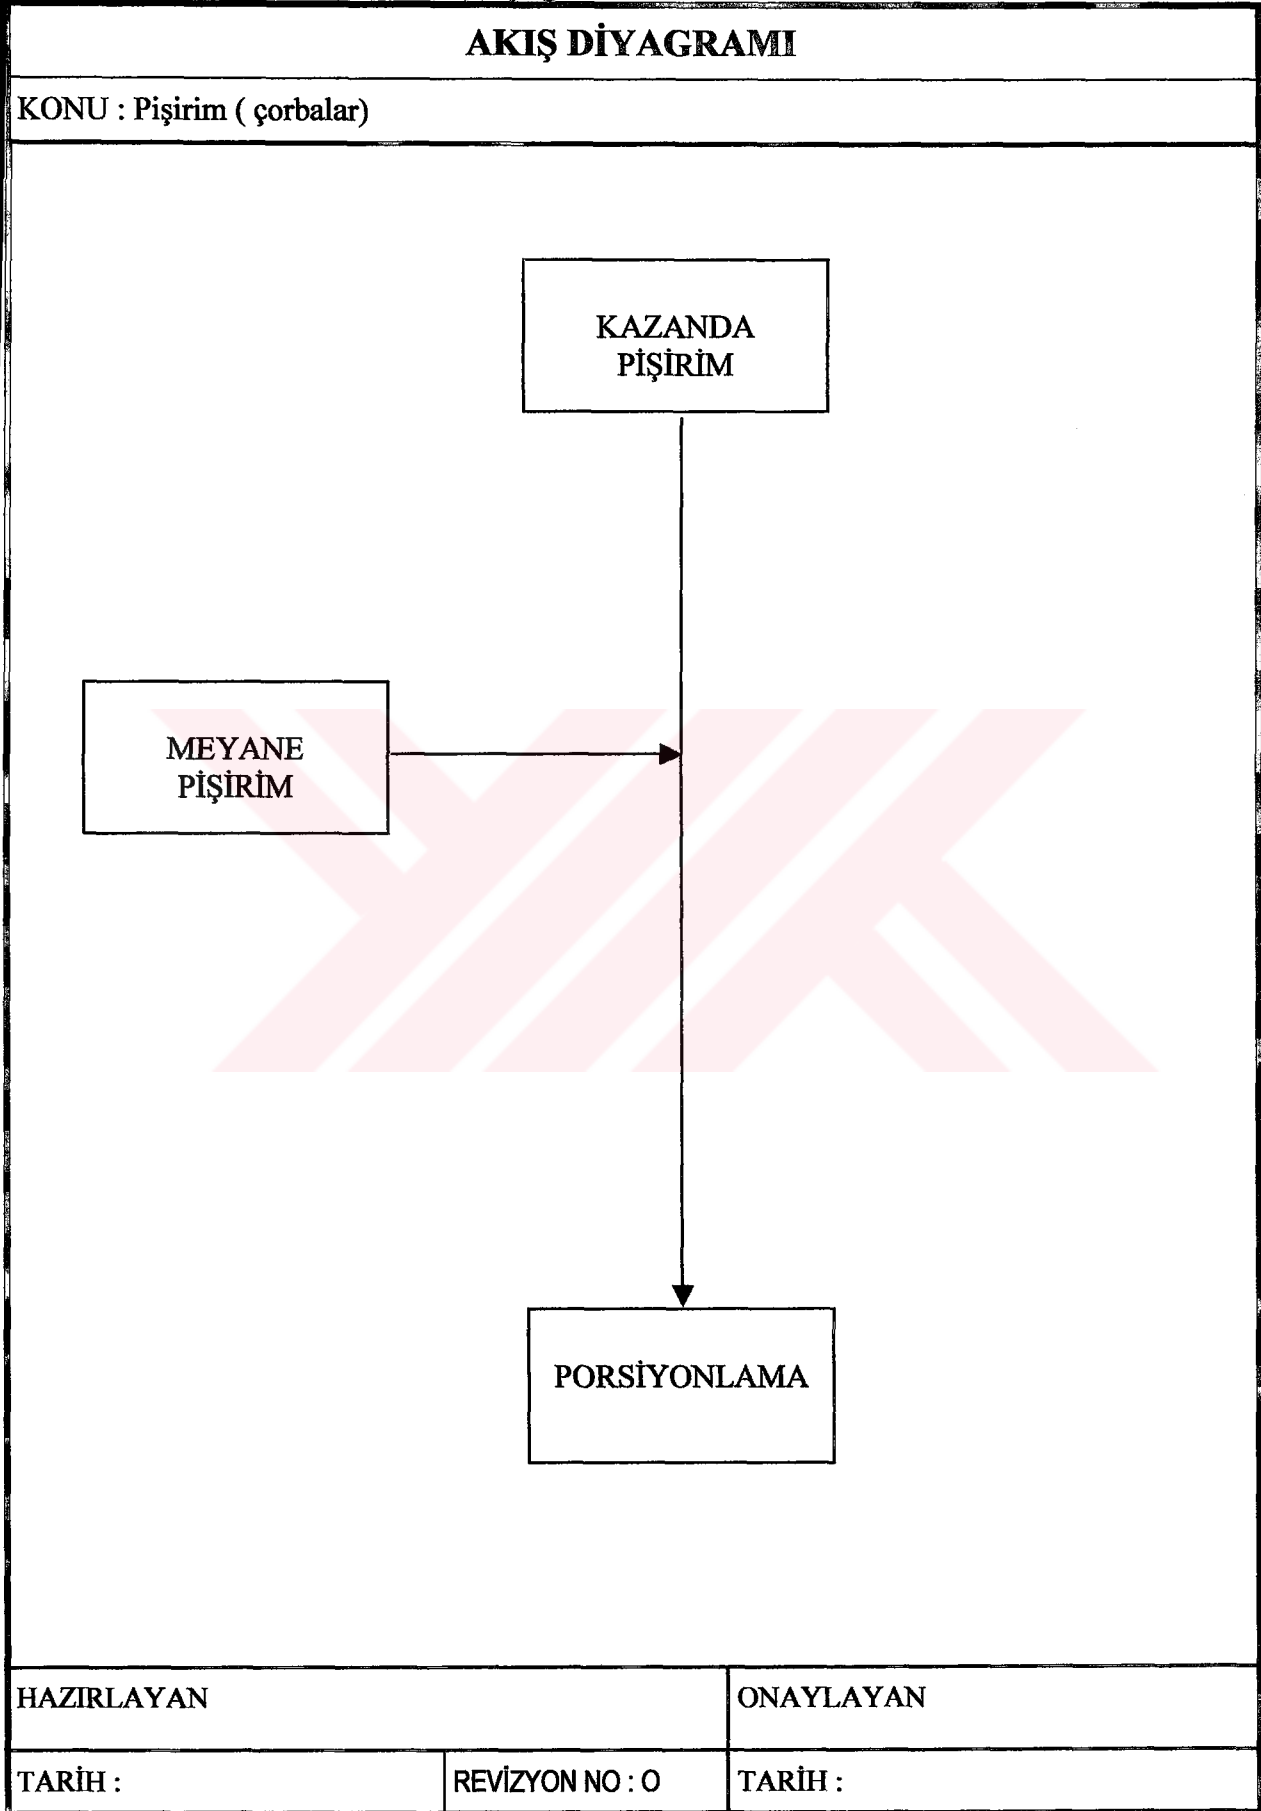 AKIŞ DİYAGRAMI
KONU : Pişirim ( çorbalar)
KAZANDA
PİŞİRİM
MEYANE
PİŞİRİM
PORSİYONLAMA
HAZIRLAYAN
ONAYLAYAN
TARİH :
REVİZYON NO : O
TARİH :